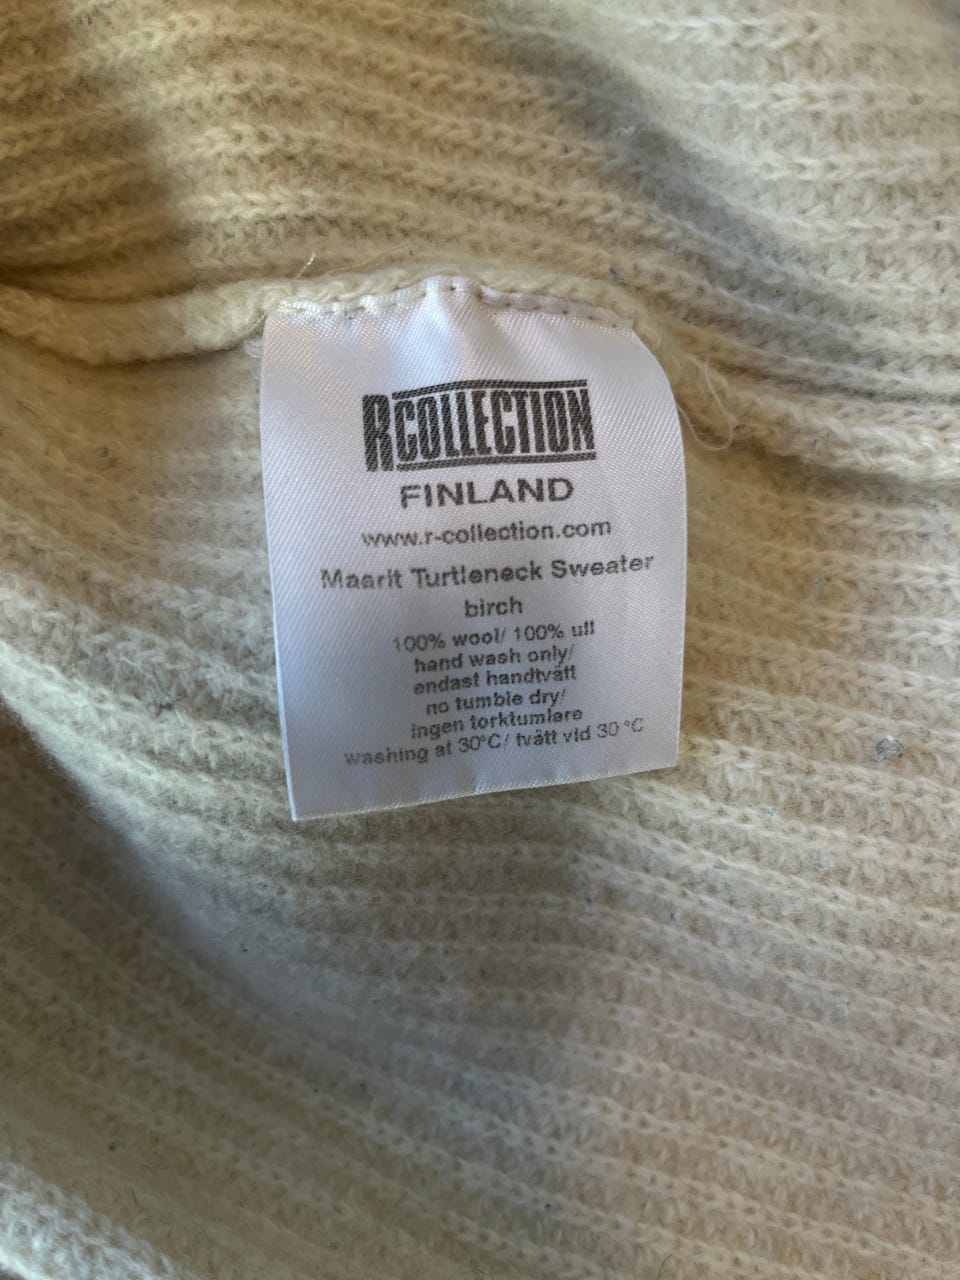 RCOLLECTION
FINLAND
www.r-collection.com
Maarit Turtleneck Sweater
birch
100% wool/ 100% ull
hand wash only/
endast handtvätt
no tumble dry/
ingen torktumlare
washing at 30°C/ tvätt vid 30 °C